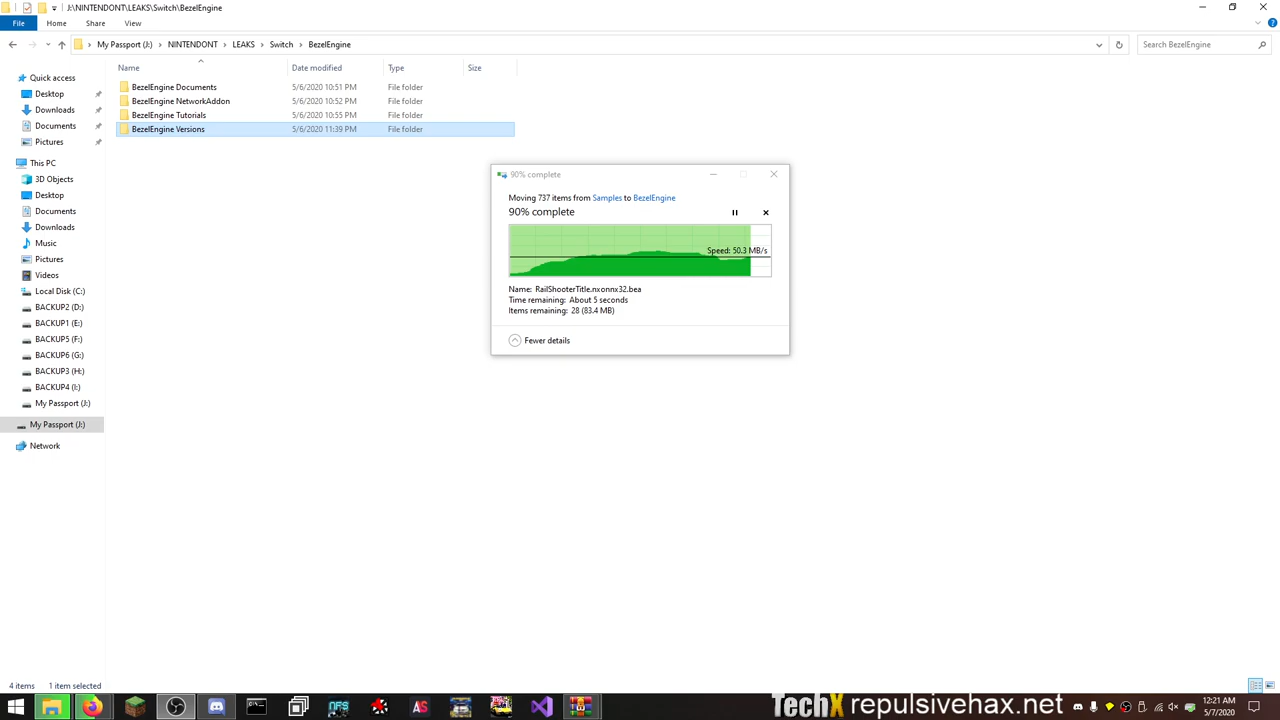 J:\NINTENDONT\LEAKS\Switch\BezelEngine
File Home Share View
My Passport (J:) NINTENDONT LEAKS Switch BezelEngine
Search BezelEngine
Name Date modified Type Size
BezelEngine Documents 5/6/2020 10:51 PM File folder
BezelEngine NetworkAddon 5/6/2020 10:52 PM File folder
BezelEngine Tutorials 5/6/2020 10:55 PM File folder
BezelEngine Versions 5/6/2020 11:39 PM File folder
Quick access
Desktop
Downloads
Documents
Pictures
This PC
3D Objects
Desktop
Documents
Downloads
Music
Pictures
Videos
Local Disk (C:)
BACKUP2 (D:)
BACKUP1 (E:)
BACKUP5 (F:)
BACKUP6 (G:)
BACKUP3 (H:)
BACKUP4 (I:)
My Passport (J:)
My Passport (J:)
Network
90% complete
Moving 737 items from Samples to BezelEngine
90% complete
Speed: 50.3 MB/s
Name: RailShooterTitle.nxonnx32.bea
Time remaining: About 5 seconds
Items remaining: 28 (83.4 MB)
Fewer details
4 items 1 item selected
AS
TechX repulsivehax.net
12:21 AM
5/7/2020